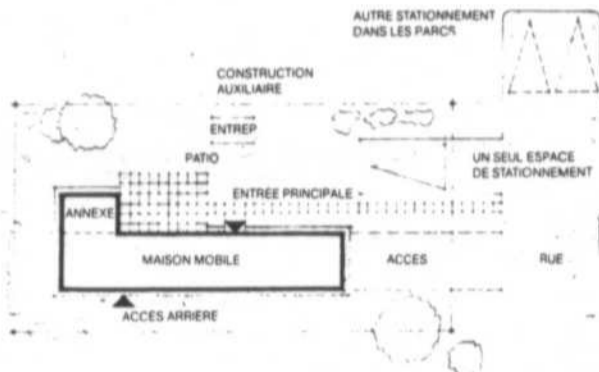 AUTRE STATIONNEMENT
DANS LES PARCS
CONSTRUCTION
AUXILIAIRE
ENTREP
PATIO
UN SEUL ESPACE
DE STATIONNEMENT
ENTRÉE PRINCIPALE
ANNEXE
MAISON MOBILE
ACCES
RUE
ACCES ARRIERE